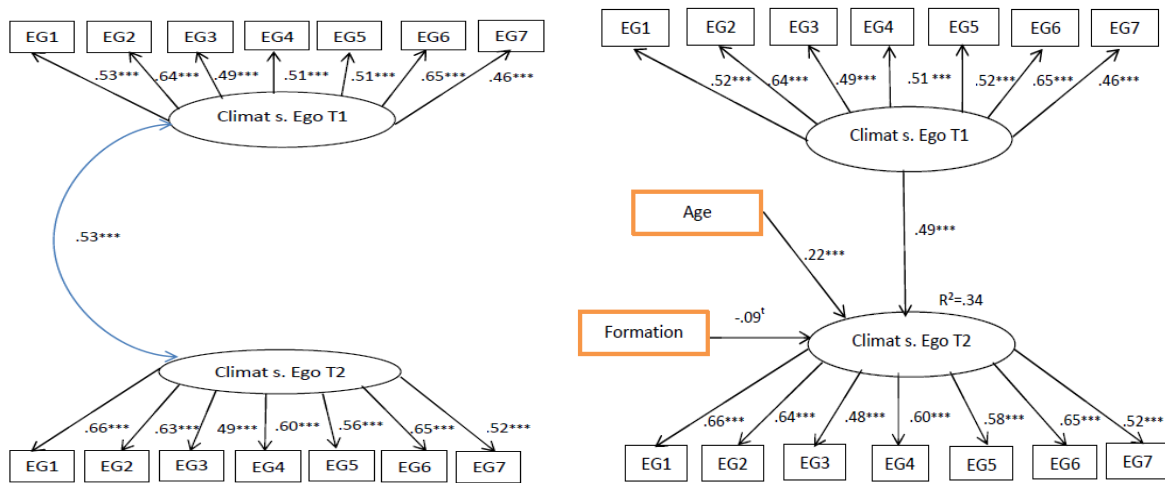 EG1 EG2 EG3 EG4 EG5 EG6 EG7
.53*** .64*** .49*** .51*** .51*** .65*** .46***
Climat s. Ego T1
.53***
Climat s. Ego T2
.66*** .63*** 49*** .60*** .56*** .65*** .52***
EG1 EG2 EG3 EG4 EG5 EG6 EG7
EG1 EG2 EG3 EG4 EG5 EG6 EG7
.52*** .64*** .49*** .51 *** .52*** .65*** .46***
Climat s. Ego T1
Age
.22***
.49***
R²=.34
Formation
-.09ᵗ
Climat s. Ego T2
.66*** .64*** .48*** .60*** .58*** .65*** .52***
EG1 EG2 EG3 EG4 EG5 EG6 EG7